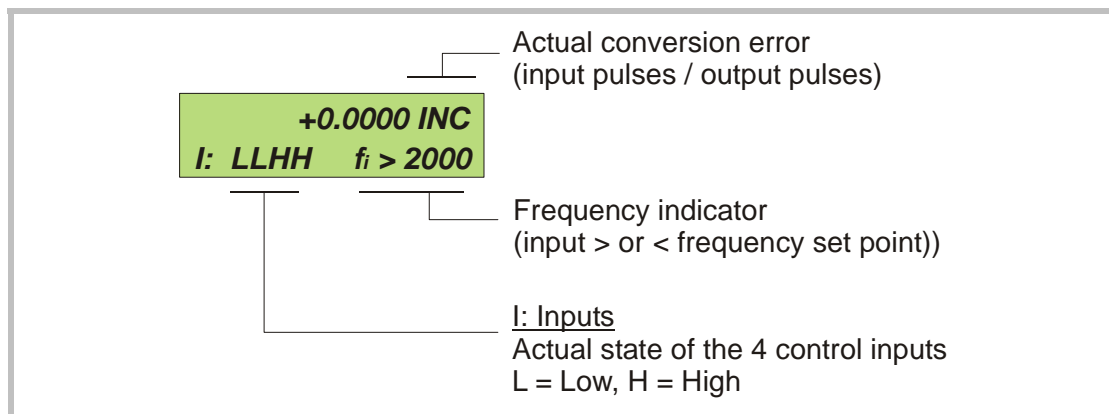 Actual conversion error
(input pulses / output pulses)
+0.0000 INC
I: LLHH fi > 2000
Frequency indicator
(input > or < frequency set point))
I: Inputs
Actual state of the 4 control inputs
L = Low, H = High